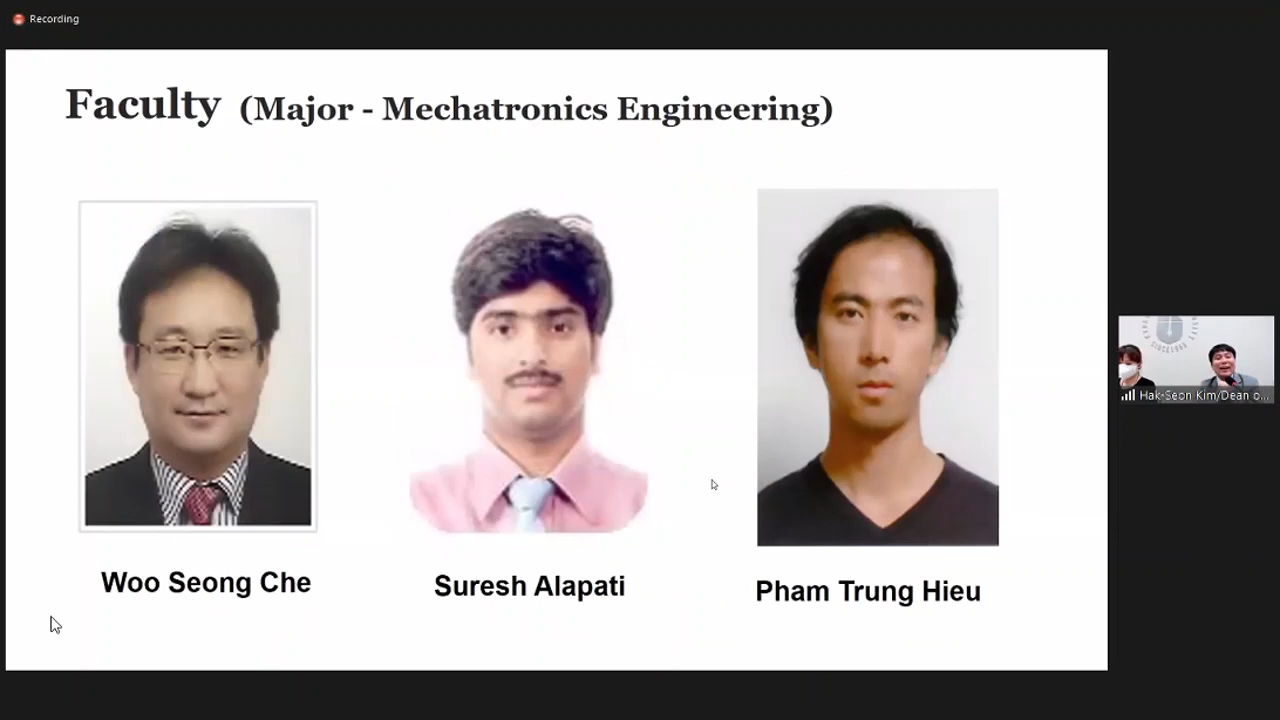 Recording
Faculty (Major - Mechatronics Engineering)
Woo Seong Che
Suresh Alapati
Pham Trung Hieu
Hak-Seon Kim/Dean o...